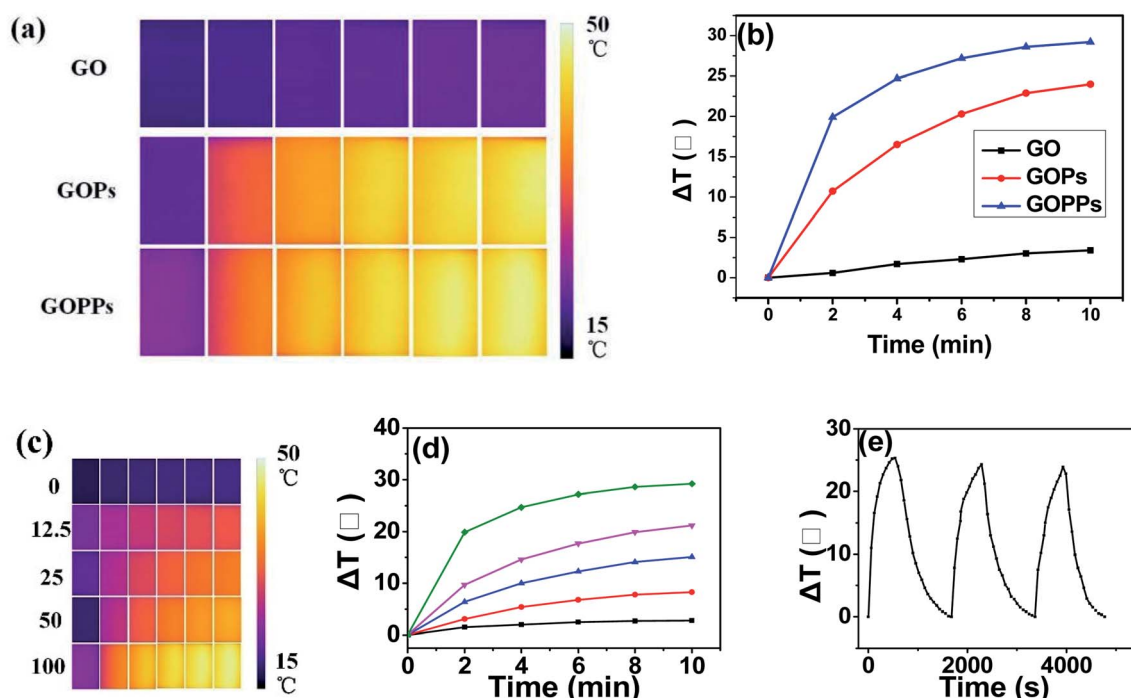 (a)
GO
GOPs
GOPPs
50
℃
15
℃
(b)
ΔT (□)
30
25
20
15
10
5
0
GO
GOPs
GOPPs
0 2 4 6 8 10
Time (min)
(c)
0
12.5
25
50
100
50
℃
15
℃
(d)
ΔT (□)
40
30
20
10
0
0 2 4 6 8 10
Time (min)
(e)
ΔT (□)
30
20
10
0
0 2000 4000
Time (s)